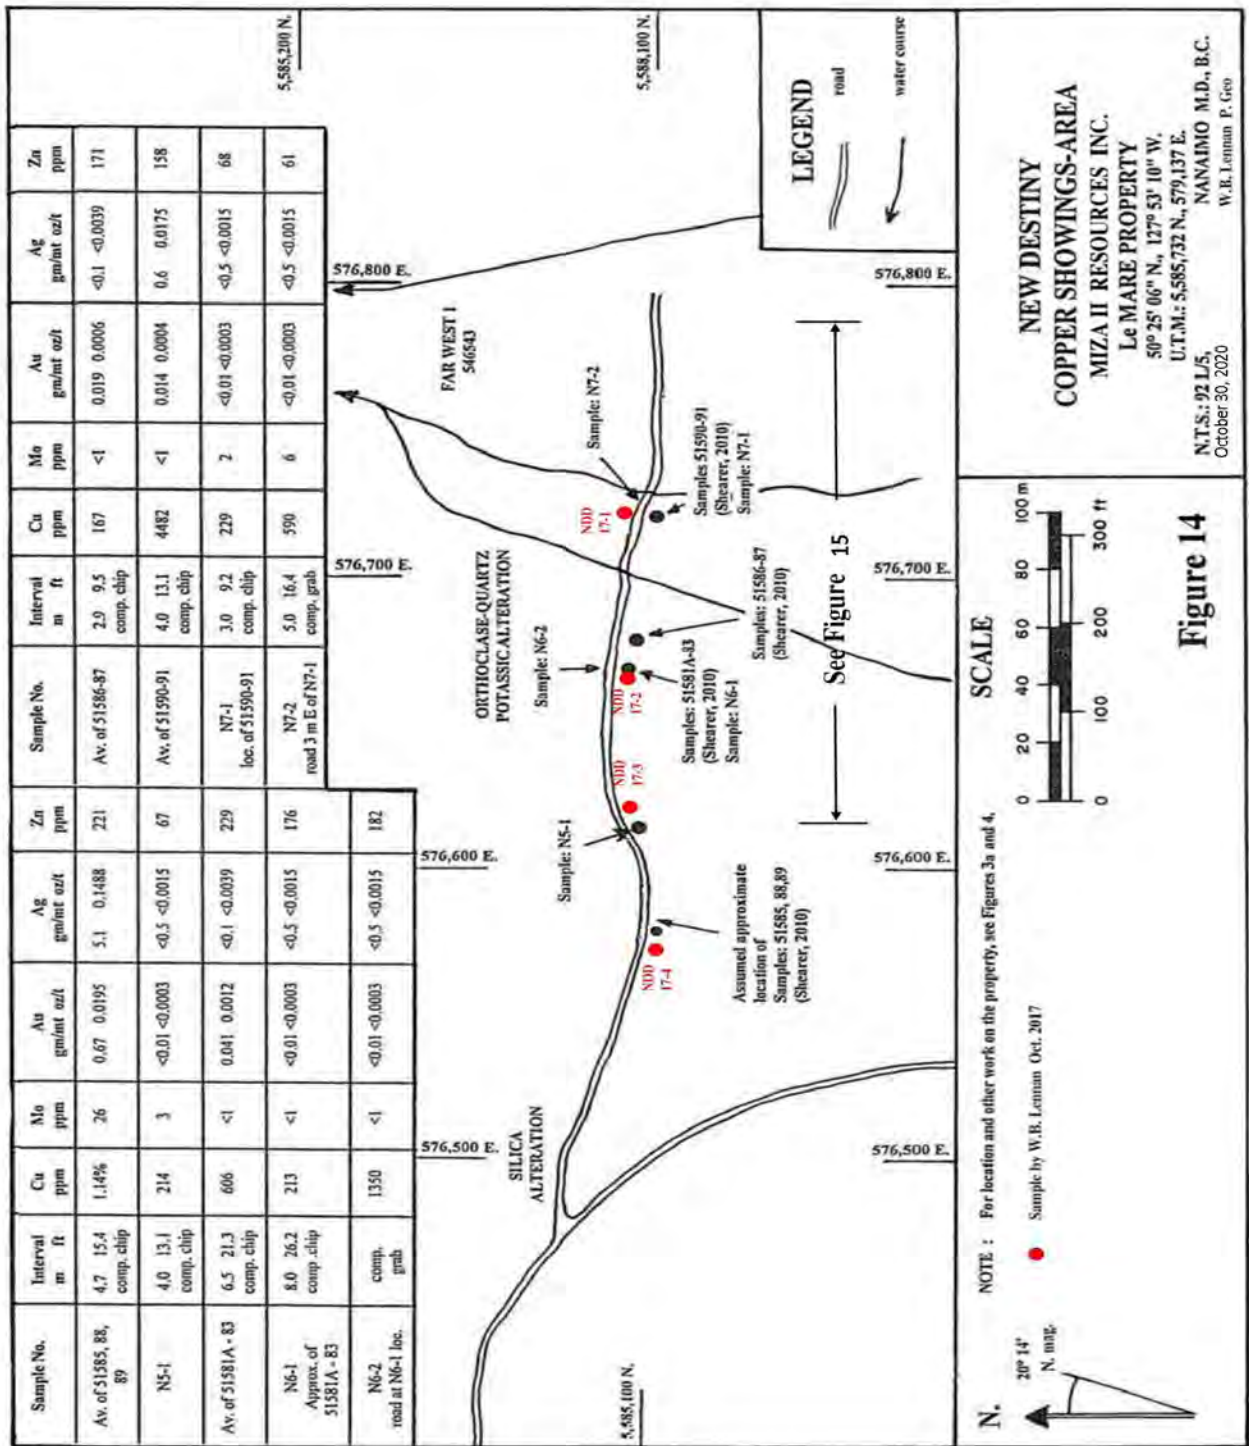 Sample No. Interval Cu Mo Au Ag Zn
m ft ppm ppm gm/mt oz/t gm/mt oz/t ppm
Av. of 51585, 88, 4.7 15.4 1.14% 26 0.67 0.0195 5.1 0.1488 221
89 comp. chip
N5-1 4.0 13.1 214 3 <0.01 <0.0003 <0.5 <0.0015 67
comp. chip
Av. of 51581A - 83 6.5 21.3 606 <1 0.041 0.0012 <0.1 <0.0039 229
comp. chip
N6-1 8.0 26.2 213 <1 <0.01 <0.0003 <0.5 <0.0015 176
Approx. of comp .chip
51581A - 83
N6-2 comp. 1350 <1 <0.01 <0.0003 <0.5 <0.0015 182
road at N6-1 loc. grab
Sample No. Interval Cu Mo Au Ag Zn
m ft ppm ppm gm/mt oz/t gm/mt oz/t ppm
Av. of 51586-87 2.9 9.5 167 <1 0.019 0.0006 <0.1 <0.0039 171
comp. chip
Av. of 51590-91 4.0 13.1 4482 <1 0.014 0.0004 0.6 0.0175 158
comp. chip
N7-1 3.0 9.2 229 2 <0.01 <0.0003 <0.5 <0.0015 68
loc. of 51590-91 comp. chip
N7-2 5.0 16.4 590 6 <0.01 <0.0003 <0.5 <0.0015 61
road 3 m E of N7-1 comp. grab
5,585,200 N.
576,500 E.
576,600 E.
576,700 E.
576,800 E.
FAR WEST 1
546543
ORTHOCLASE-QUARTZ
POTASSIC ALTERATION
SILICA
ALTERATION
Sample: N5-1
Sample: N6-2
Sample: N7-2
NDD
17-4
NDD
17-3
NDD
17-2
NDD
17-1
5,585,100 N.
5,588,100 N.
Assumed approximate
location of
Samples: 51585, 88,89
(Shearer, 2010)
Samples: 51581A-83
(Shearer, 2010)
Sample: N6-1
Samples: 51586-87
(Shearer, 2010)
Samples 51590-91
(Shearer, 2010)
Sample: N7-1
See Figure 15
576,500 E.
576,600 E.
576,700 E.
576,800 E.
LEGEND
road
water course
N.
20º 14'
N. mag.
NOTE : For location and other work on the property, see Figures 3a and 4.
Sample by W.B. Lennan Oct. 2017
SCALE
0 20 40 60 80 100 m
0 100 200 300 ft
Figure 14
NEW DESTINY
COPPER SHOWINGS-AREA
MIZA II RESOURCES INC.
Le MARE PROPERTY
50º 25' 06" N., 127º 53' 10" W.
U.T.M.: 5,585,732 N., 579,137 E.
N.T.S.: 92 L/5, NANAIMO M.D., B.C.
October 30, 2020 W.B. Lennan P. Geo